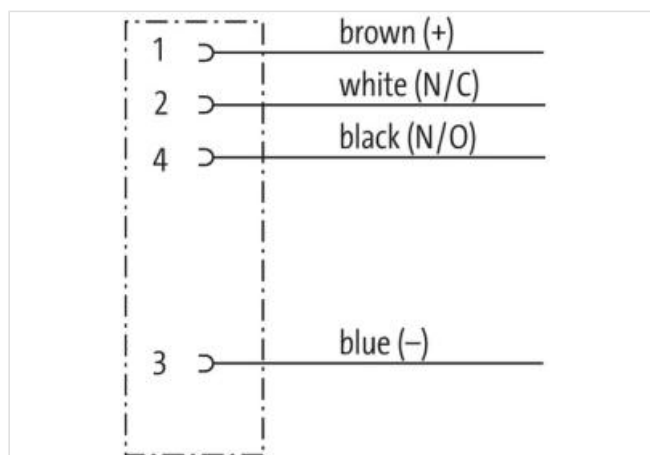 1 brown (+)
2 white (N/C)
4 black (N/O)
3 blue (–)